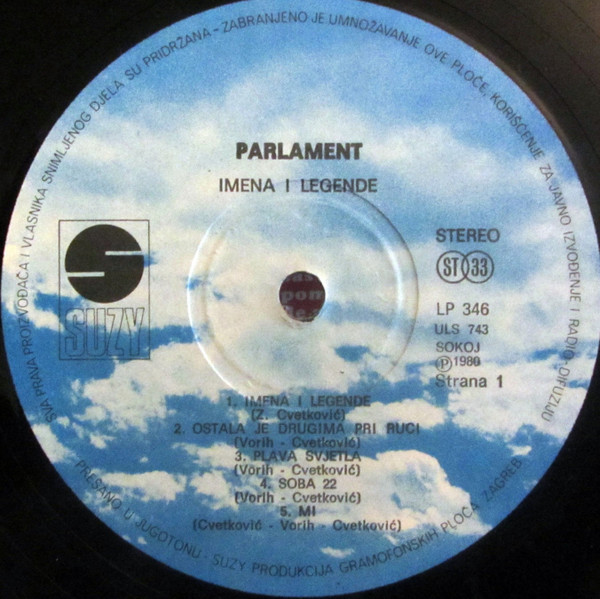 SVA PRAVA PROIZVOĐAČA I VLASNIKA SNIMLJENOG DJELA SU PRIDRŽANA - ZABRANJENO JE UMNOŽAVANJE OVE PLOČE, KORIŠĆENJE ZA JAVNO IZVOĐENJE I RADIO DIFUZIJU
PARLAMENT
IMENA I LEGENDE
SUZY
STEREO
ST 33
LP 346
ULS 743
SOKOJ
Ⓟ 1980
Strana 1
1. IMENA I LEGENDE
(Z. Cvetković)
2. OSTALA JE DRUGIMA PRI RUCI
(Vorih - Cvetković)
3. PLAVA SVJETLA
(Vorih - Cvetković)
4. SOBA 22
(Vorih - Cvetković)
5. MI
(Cvetković - Vorih - Cvetković)
PRESANO U JUGOTONU - SUZY PRODUKCIJA GRAMOFONSKIH PLOČA ZAGREB